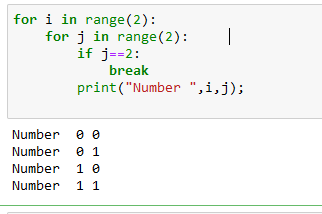 for i in range(2):
    for j in range(2):
        if j==2:
            break
        print("Number ",i,j);
Number  0 0
Number  0 1
Number  1 0
Number  1 1